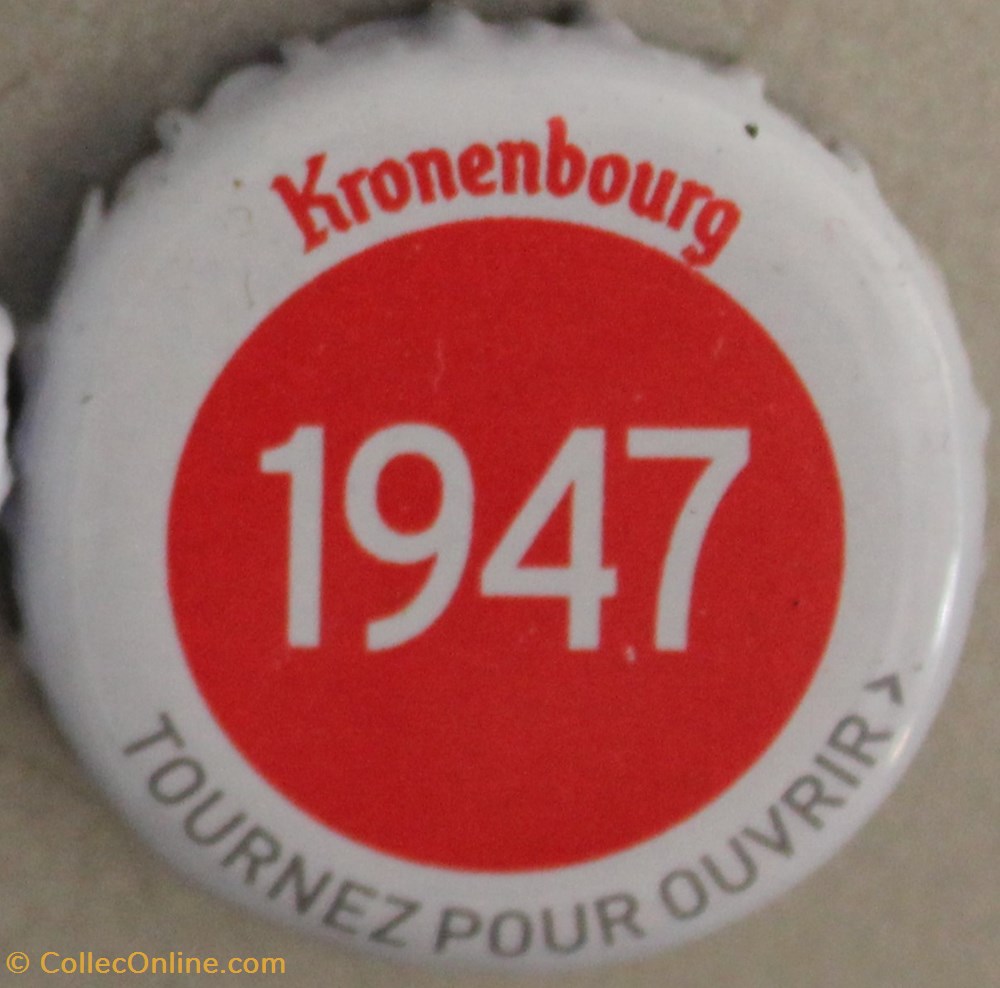 Kronenbourg
1947
TOURNEZ POUR OUVRIR >
© CollecOnline.com